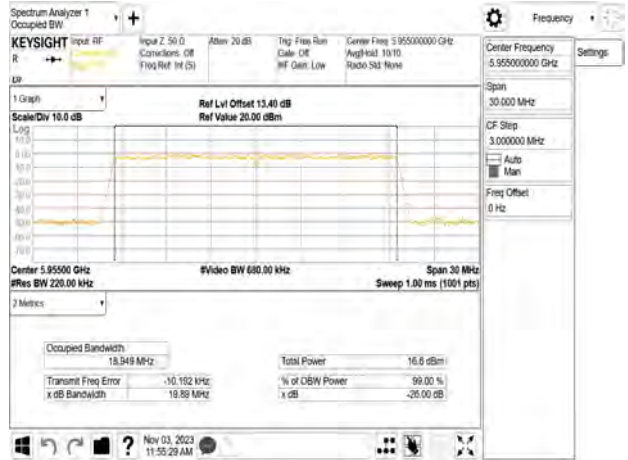 Spectrum Analyzer 1
Occupied BW
Frequency
KEYSIGHT
Input: RF
Input Z: 50 Ω
Atten: 20 dB
Trig: Free Run
Center Freq: 5.955000000 GHz
R
Corrections: Off
Gate: Off
Avg|Hold: 10/10
Freq Ref: Int (S)
#IF Gain: Low
Radio Std: None
Center Frequency
5.955000000 GHz
Settings
Span
30.000 MHz
CF Step
3.000000 MHz
Auto
Man
Freq Offset
0 Hz
1 Graph
Ref Lvl Offset 13.40 dB
Scale/Div 10.0 dB
Ref Value 20.00 dBm
Log
Center 5.95500 GHz
#Video BW 680.00 kHz
Span 30 MHz
#Res BW 220.00 kHz
Sweep 1.00 ms (1001 pts)
2 Metrics
Occupied Bandwidth
18.949 MHz
Total Power
16.6 dBm
Transmit Freq Error
-10.192 kHz
% of OBW Power
99.00 %
x dB Bandwidth
19.89 MHz
x dB
-26.00 dB
?
Nov 03, 2023
11:55:29 AM